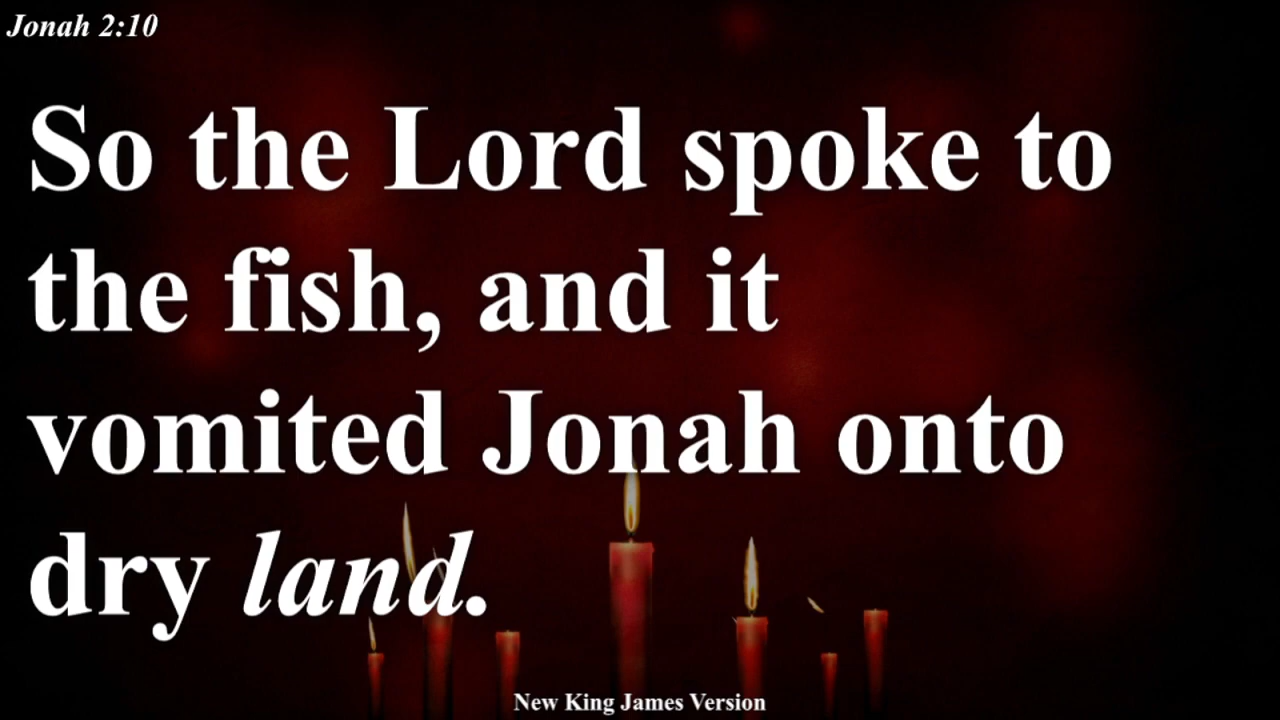 Jonah 2:10
So the Lord spoke to
the fish, and it
vomited Jonah onto
dry land.
New King James Version